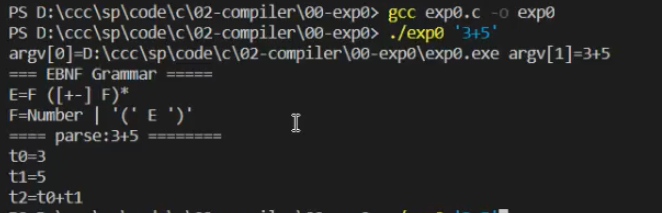 PS D:\ccc\sp\code\c\02-compiler\00-exp0> gcc exp0.c -o exp0
PS D:\ccc\sp\code\c\02-compiler\00-exp0> ./exp0 '3+5'
argv[0]=D:\ccc\sp\code\c\02-compiler\00-exp0\exp0.exe argv[1]=3+5
=== EBNF Grammar =====
E=F ([+-] F)*
F=Number | '(' E ')'
==== parse:3+5 ========
t0=3
t1=5
t2=t0+t1